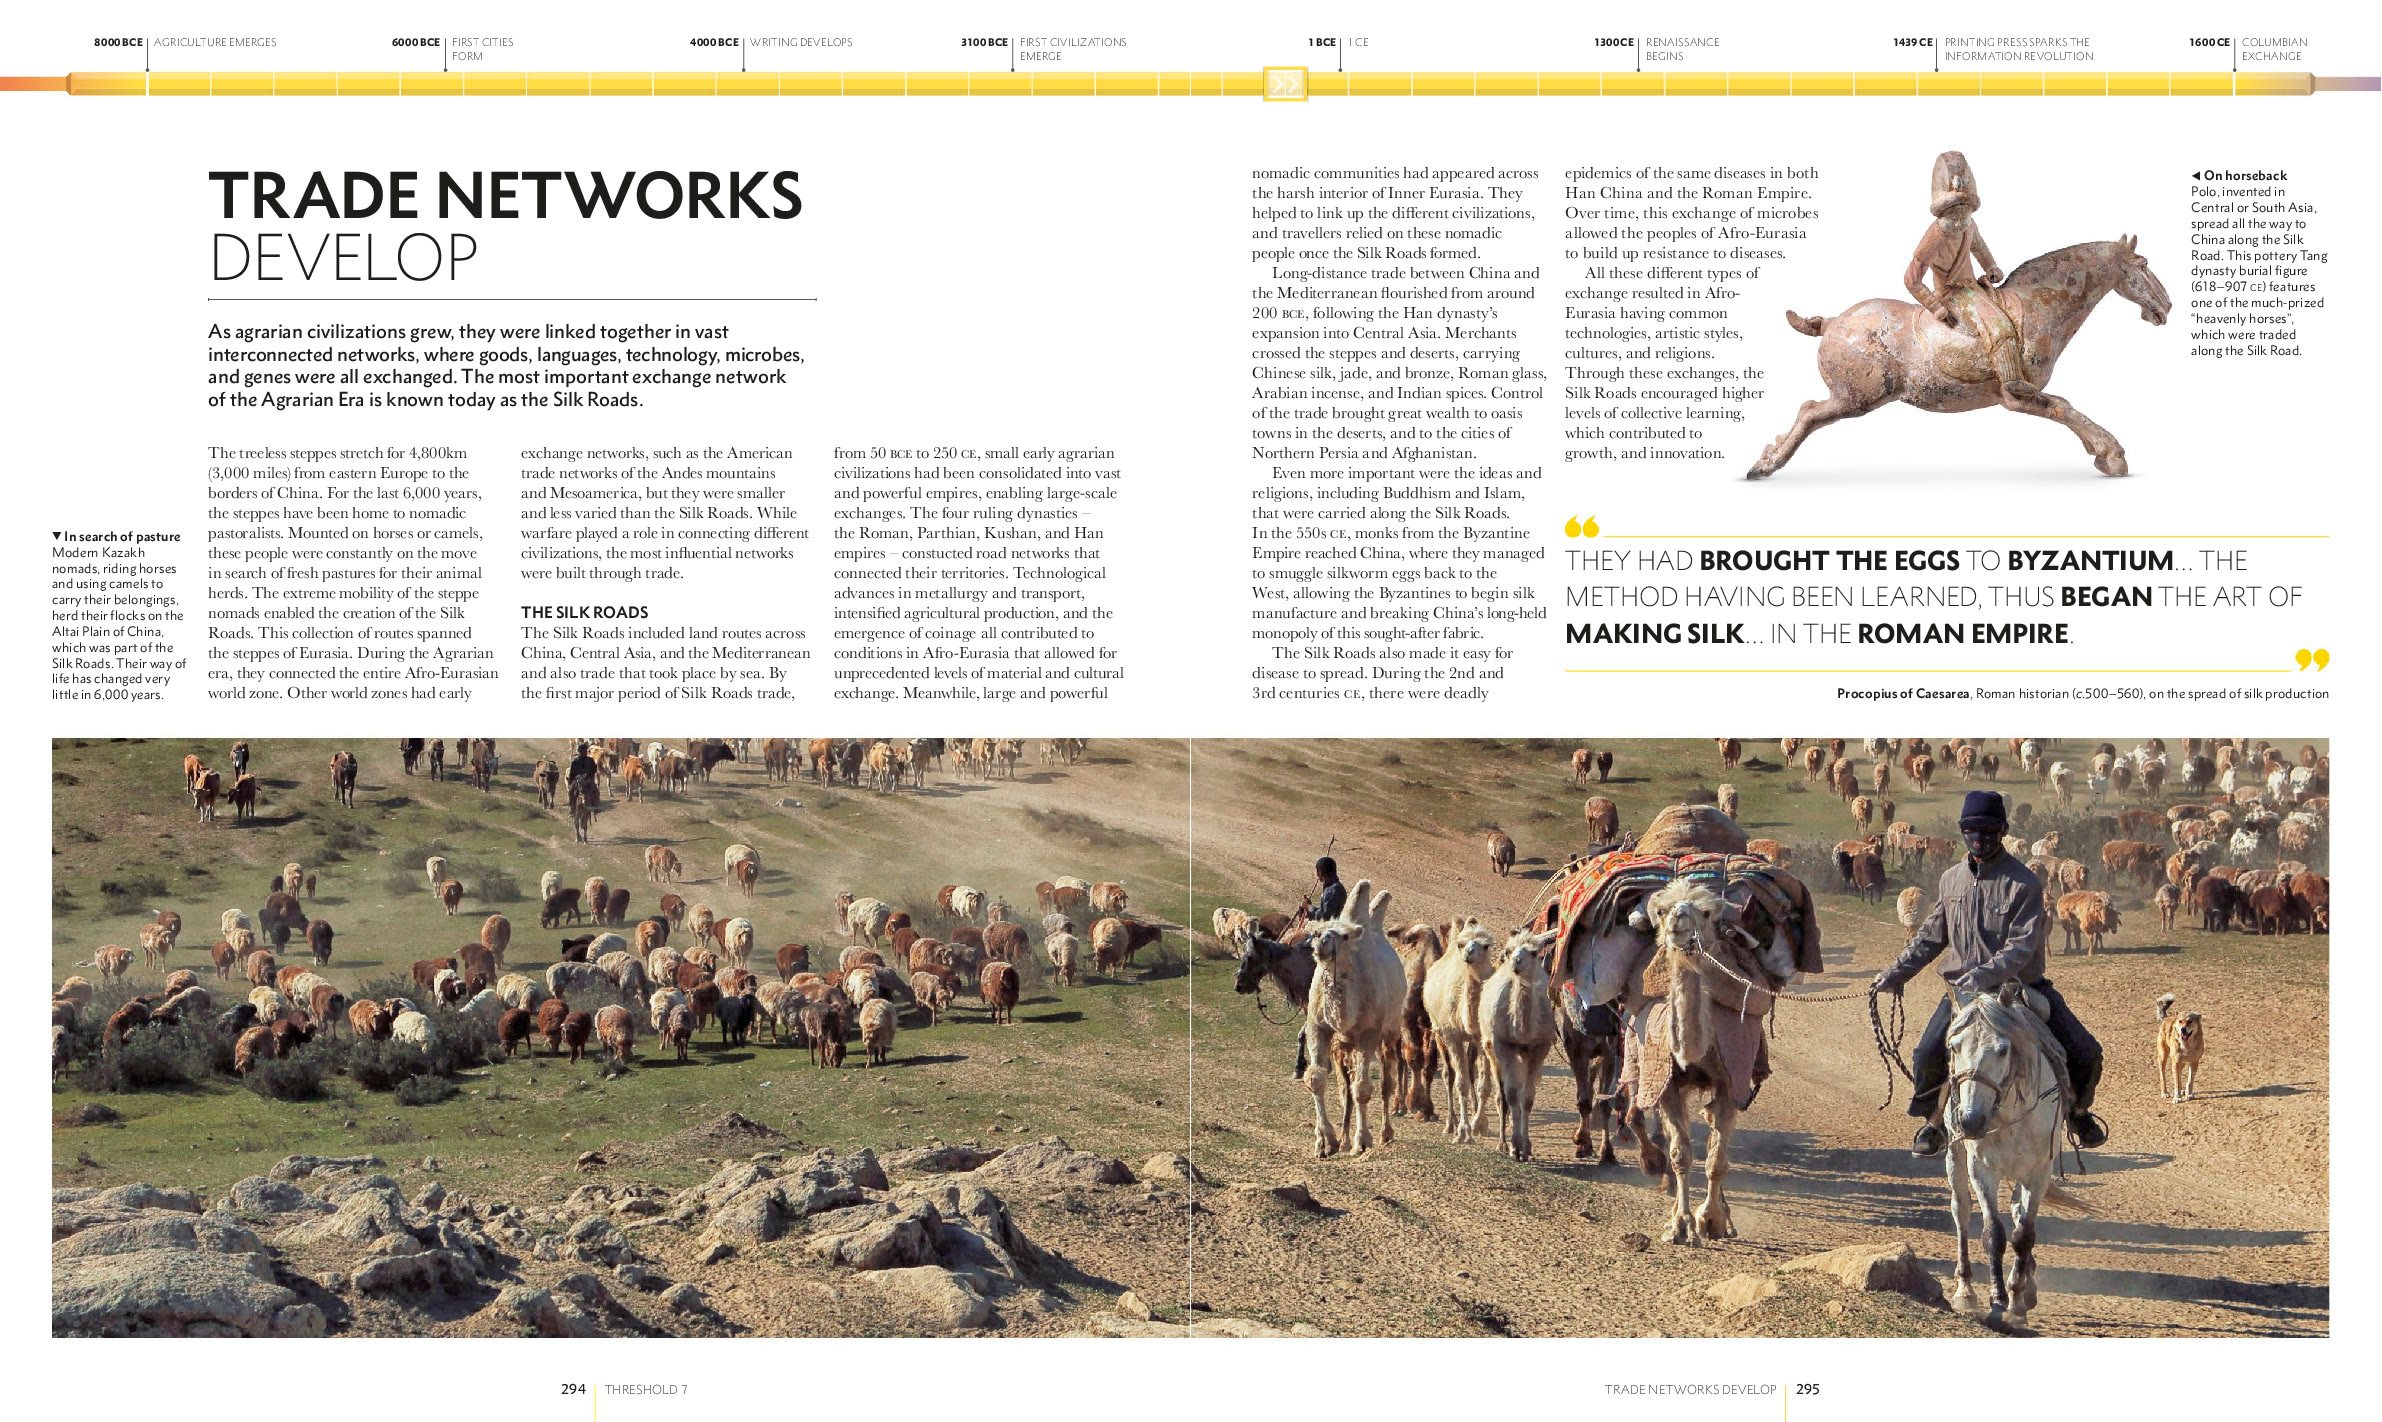 8000 BCE AGRICULTURE EMERGES
6000 BCE FIRST CITIES
FORM
4000 BCE WRITING DEVELOPS
3100 BCE FIRST CIVILIZATIONS
EMERGE
1 BCE 1 CE
1300 CE RENAISSANCE
BEGINS
1439 CE PRINTING PRESS SPARKS THE
INFORMATION REVOLUTION
1600 CE COLUMBIAN
EXCHANGE
TRADE NETWORKS
DEVELOP
As agrarian civilizations grew, they were linked together in vast
interconnected networks, where goods, languages, technology, microbes,
and genes were all exchanged. The most important exchange network
of the Agrarian Era is known today as the Silk Roads.
▼ In search of pasture
Modern Kazakh
nomads, riding horses
and using camels to
carry their belongings,
herd their flocks on the
Altai Plain of China,
which was part of the
Silk Roads. Their way of
life has changed very
little in 6,000 years.
The treeless steppes stretch for 4,800km
(3,000 miles) from eastern Europe to the
borders of China. For the last 6,000 years,
the steppes have been home to nomadic
pastoralists. Mounted on horses or camels,
these people were constantly on the move
in search of fresh pastures for their animal
herds. The extreme mobility of the steppe
nomads enabled the creation of the Silk
Roads. This collection of routes spanned
the steppes of Eurasia. During the Agrarian
era, they connected the entire Afro-Eurasian
world zone. Other world zones had early
exchange networks, such as the American
trade networks of the Andes mountains
and Mesoamerica, but they were smaller
and less varied than the Silk Roads. While
warfare played a role in connecting different
civilizations, the most influential networks
were built through trade.
THE SILK ROADS
The Silk Roads included land routes across
China, Central Asia, and the Mediterranean
and also trade that took place by sea. By
the first major period of Silk Roads trade,
from 50 BCE to 250 CE, small early agrarian
civilizations had been consolidated into vast
and powerful empires, enabling large-scale
exchanges. The four ruling dynasties –
the Roman, Parthian, Kushan, and Han
empires – constucted road networks that
connected their territories. Technological
advances in metallurgy and transport,
intensified agricultural production, and the
emergence of coinage all contributed to
conditions in Afro-Eurasia that allowed for
unprecedented levels of material and cultural
exchange. Meanwhile, large and powerful
nomadic communities had appeared across
the harsh interior of Inner Eurasia. They
helped to link up the different civilizations,
and travellers relied on these nomadic
people once the Silk Roads formed.
Long-distance trade between China and
the Mediterranean flourished from around
200 BCE, following the Han dynasty's
expansion into Central Asia. Merchants
crossed the steppes and deserts, carrying
Chinese silk, jade, and bronze, Roman glass,
Arabian incense, and Indian spices. Control
of the trade brought great wealth to oasis
towns in the deserts, and to the cities of
Northern Persia and Afghanistan.
Even more important were the ideas and
religions, including Buddhism and Islam,
that were carried along the Silk Roads.
In the 550s CE, monks from the Byzantine
Empire reached China, where they managed
to smuggle silkworm eggs back to the
West, allowing the Byzantines to begin silk
manufacture and breaking China's long-held
monopoly of this sought-after fabric.
The Silk Roads also made it easy for
disease to spread. During the 2nd and
3rd centuries CE, there were deadly
epidemics of the same diseases in both
Han China and the Roman Empire.
Over time, this exchange of microbes
allowed the peoples of Afro-Eurasia
to build up resistance to diseases.
All these different types of
exchange resulted in Afro-
Eurasia having common
technologies, artistic styles,
cultures, and religions.
Through these exchanges, the
Silk Roads encouraged higher
levels of collective learning,
which contributed to
growth, and innovation.
◀ On horseback
Polo, invented in
Central or South Asia,
spread all the way to
China along the Silk
Road. This pottery Tang
dynasty burial figure
(618–907 CE) features
one of the much-prized
"heavenly horses",
which were traded
along the Silk Road.
❝
THEY HAD BROUGHT THE EGGS TO BYZANTIUM... THE
METHOD HAVING BEEN LEARNED, THUS BEGAN THE ART OF
MAKING SILK... IN THE ROMAN EMPIRE.
❞
Procopius of Caesarea, Roman historian (c.500–560), on the spread of silk production
294 THRESHOLD 7
TRADE NETWORKS DEVELOP 295